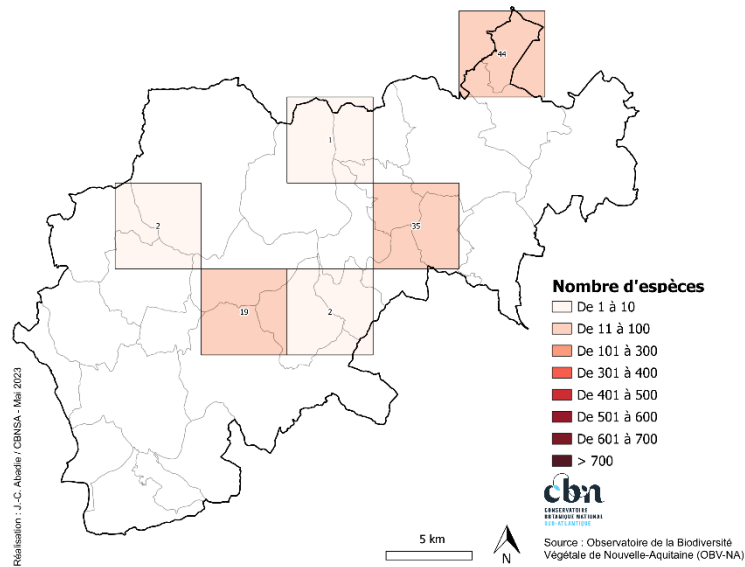 44
1
2
35
19
2
Nombre d'espèces
De 1 à 10
De 11 à 100
De 101 à 300
De 301 à 400
De 401 à 500
De 501 à 600
De 601 à 700
> 700
Réalisation : J.-C. Abadie / CBNSA - Mai 2023
cbn
CONSERVATOIRE
BOTANIQUE NATIONAL
SUD-ATLANTIQUE
5 km
N
Source : Observatoire de la Biodiversité
Végétale de Nouvelle-Aquitaine (OBV-NA)